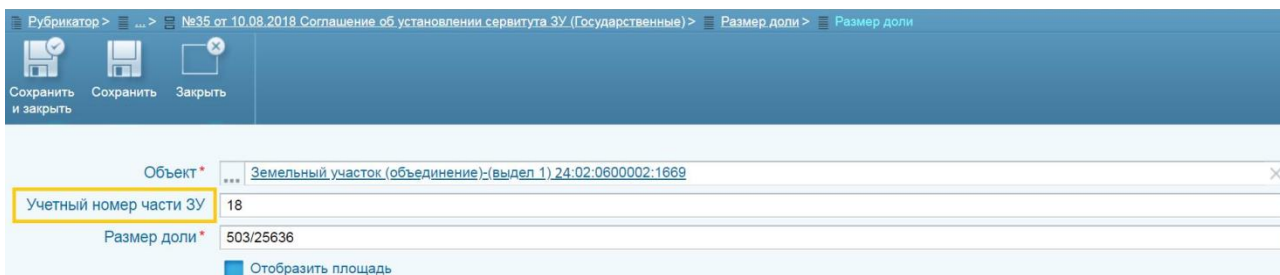 Рубрикатор > ... > №35 от 10.08.2018 Соглашение об установлении сервитута ЗУ (Государственные) > Размер доли > Размер доли
Сохранить и закрыть
Сохранить
Закрыть
Объект* ... Земельный участок (объединение)-(выдел 1) 24:02:0600002:1669
Учетный номер части ЗУ 18
Размер доли* 503/25636
Отобразить площадь